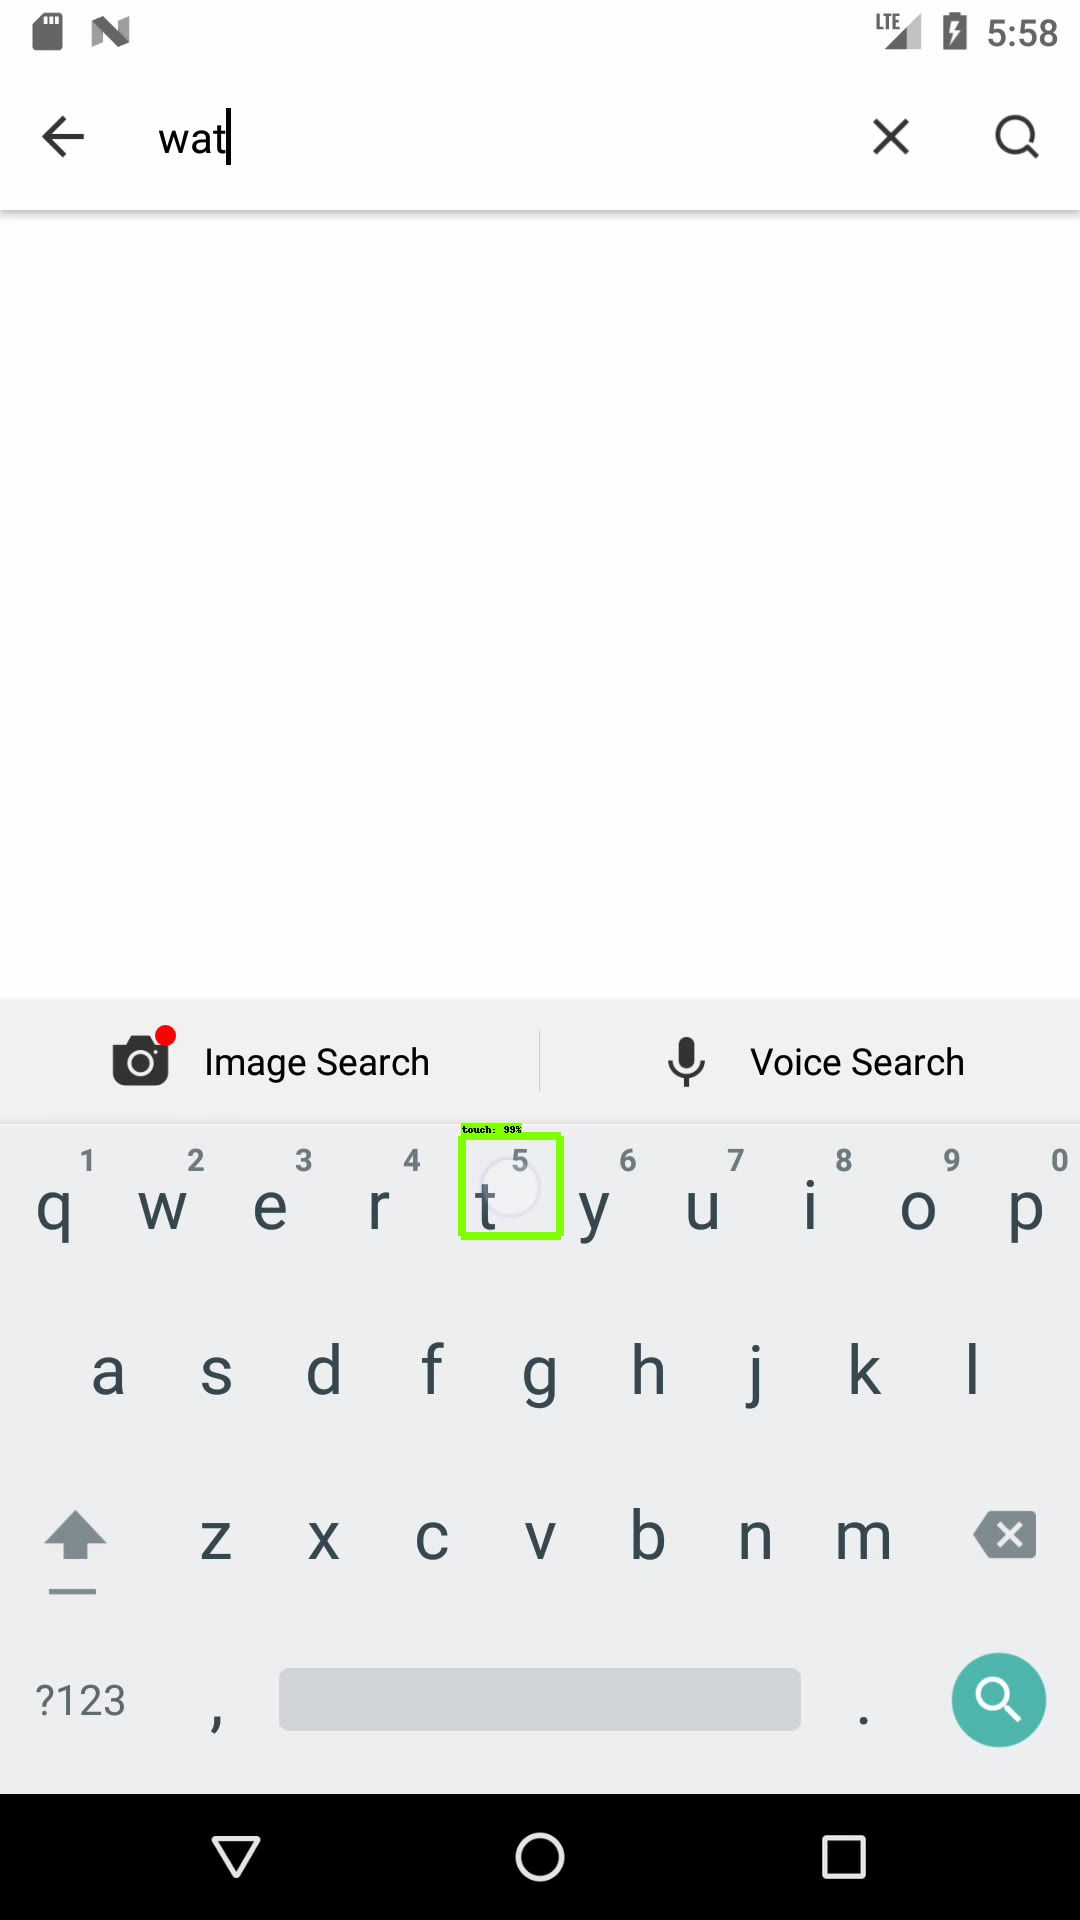 LTE 5:58
wat
Image Search Voice Search
touch: 99%
1 2 3 4 5 6 7 8 9 0
q w e r t y u i o p
a s d f g h j k l
z x c v b n m
?123 , .